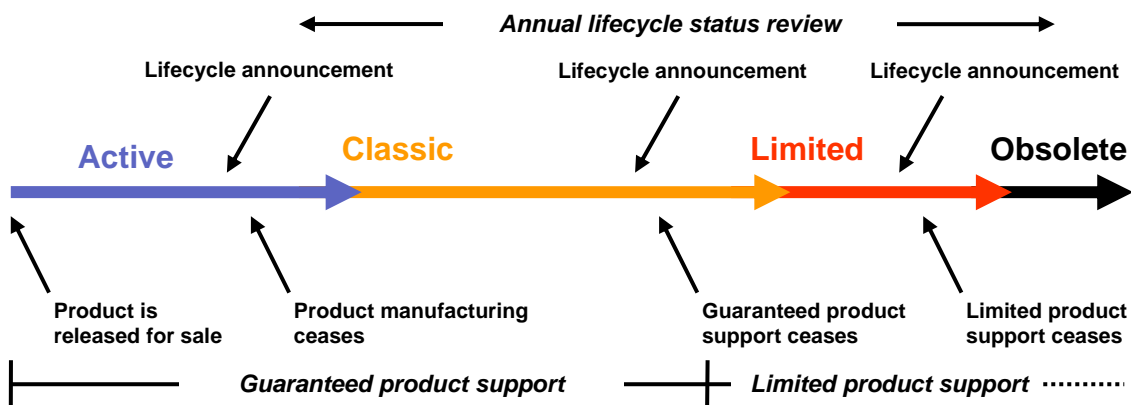 Annual lifecycle status review
Lifecycle announcement
Lifecycle announcement
Lifecycle announcement
Active
Classic
Limited
Obsolete
Product is
released for sale
Product manufacturing
ceases
Guaranteed product
support ceases
Limited product
support ceases
Guaranteed product support
Limited product support